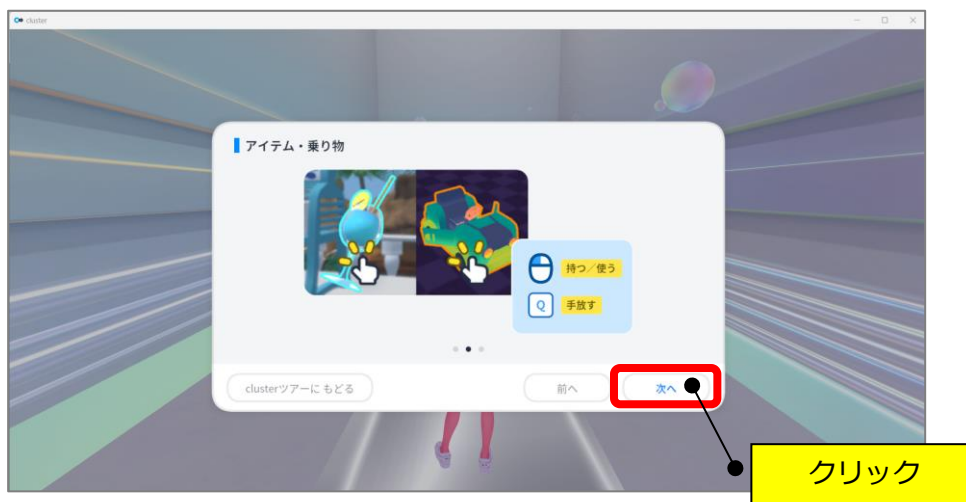 cluster
アイテム・乗り物
持つ／使う
Q 手放す
clusterツアーに もどる
前へ
次へ
クリック